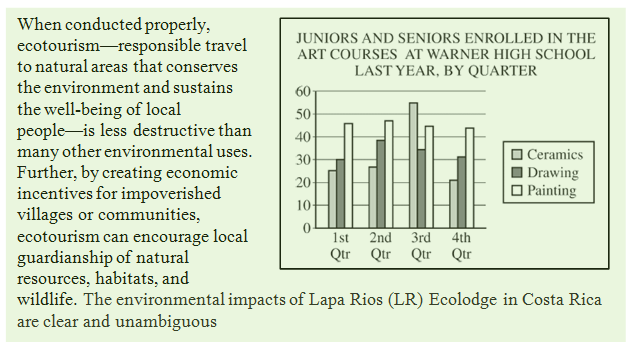 When conducted properly,
ecotourism—responsible travel
to natural areas that conserves
the environment and sustains
the well-being of local
people—is less destructive than
many other environmental uses.
Further, by creating economic
incentives for impoverished
villages or communities,
ecotourism can encourage local
guardianship of natural
resources, habitats, and
wildlife. The environmental impacts of Lapa Rios (LR) Ecolodge in Costa Rica
are clear and unambiguous
JUNIORS AND SENIORS ENROLLED IN THE
ART COURSES AT WARNER HIGH SCHOOL
LAST YEAR, BY QUARTER
60
50
40
30
20
10
0
1st 2nd 3rd 4th
Qtr Qtr Qtr Qtr
Ceramics
Drawing
Painting